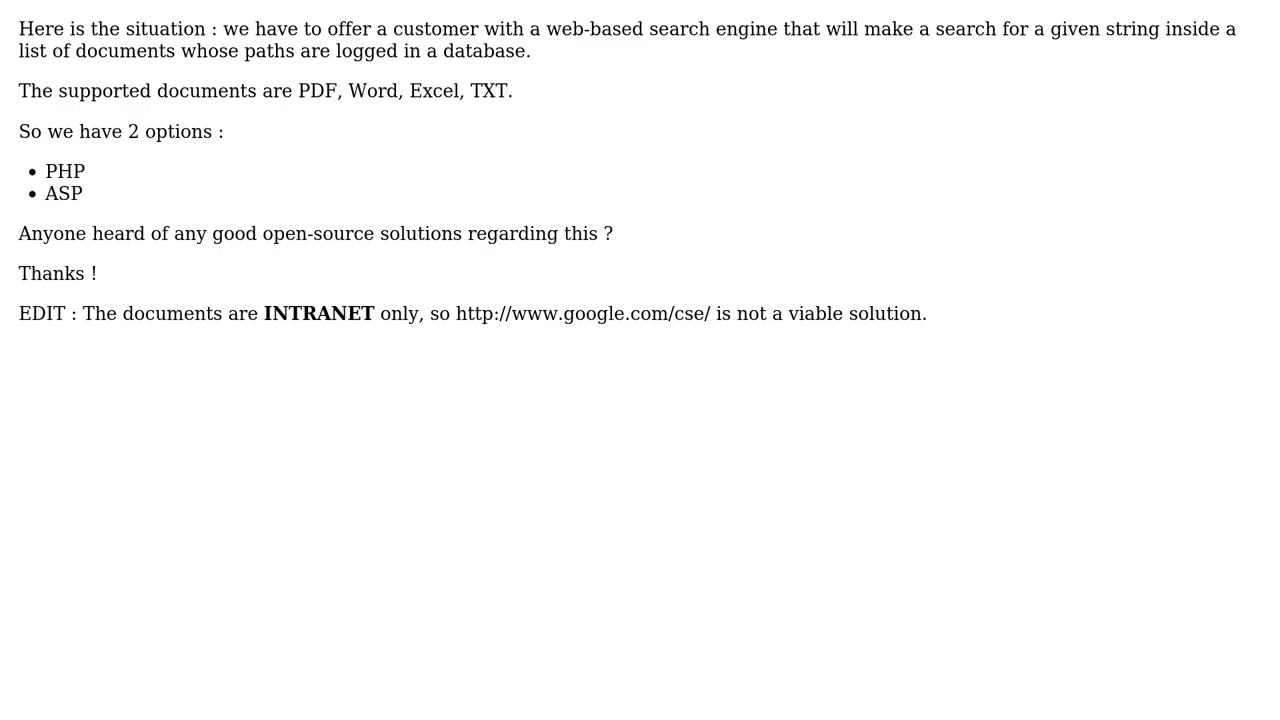 Here is the situation : we have to offer a customer with a web-based search engine that will make a search for a given string inside a
list of documents whose paths are logged in a database.
The supported documents are PDF, Word, Excel, TXT.
So we have 2 options :
• PHP
• ASP
Anyone heard of any good open-source solutions regarding this ?
Thanks !
EDIT : The documents are INTRANET only, so http://www.google.com/cse/ is not a viable solution.